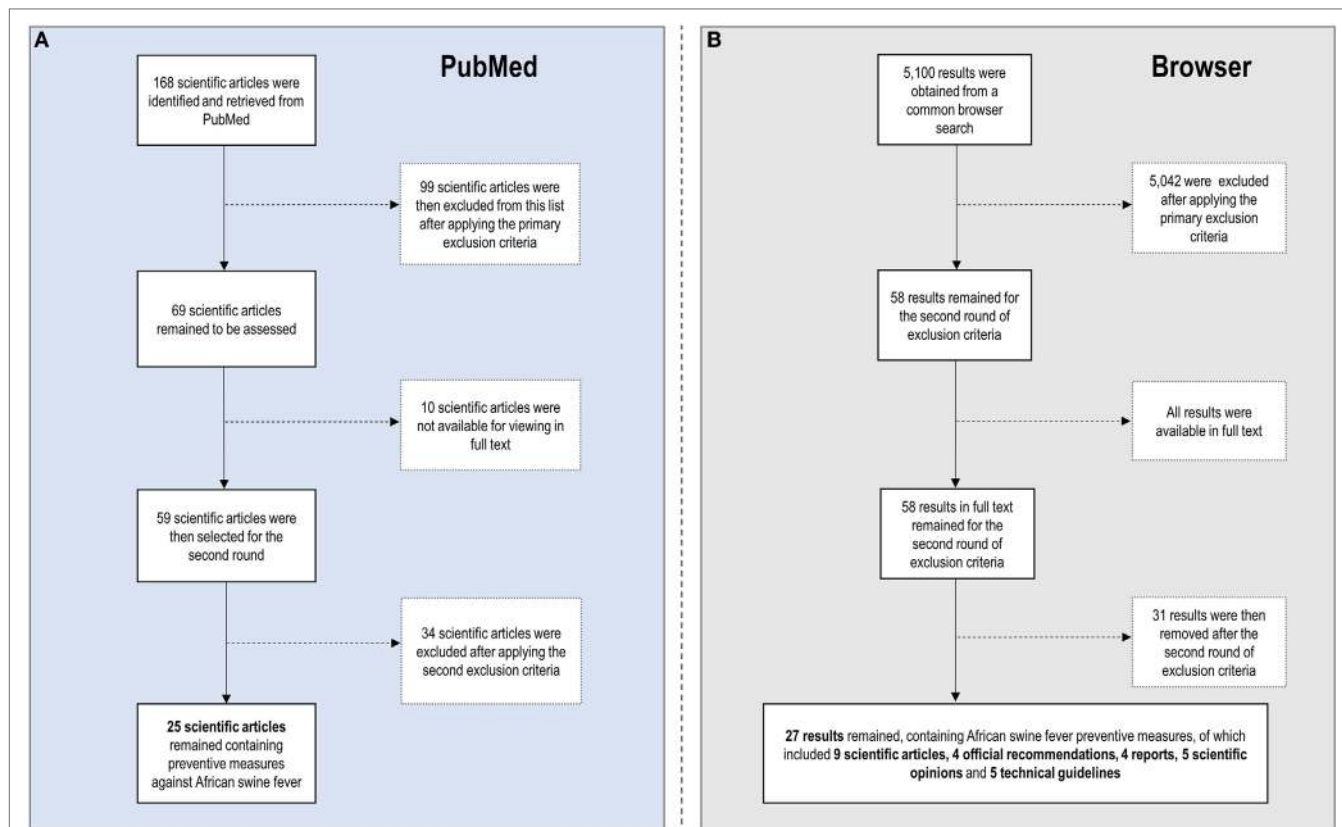 A
PubMed
168 scientific articles were
identified and retrieved from
PubMed
99 scientific articles were
then excluded from this list
after applying the primary
exclusion criteria
69 scientific articles
remained to be assessed
10 scientific articles were
not available for viewing in
full text
59 scientific articles were
then selected for the
second round
34 scientific articles were
excluded after applying the
second exclusion criteria
25 scientific articles
remained containing
preventive measures
against African swine fever
B
Browser
5,100 results were
obtained from a
common browser
search
5,042 were excluded
after applying the
primary exclusion
criteria
58 results remained for
the second round of
exclusion criteria
All results were
available in full text
58 results in full text
remained for the
second round of
exclusion criteria
31 results were then
removed after the
second round of
exclusion criteria
27 results remained, containing African swine fever preventive measures, of which
included 9 scientific articles, 4 official recommendations, 4 reports, 5 scientific
opinions and 5 technical guidelines